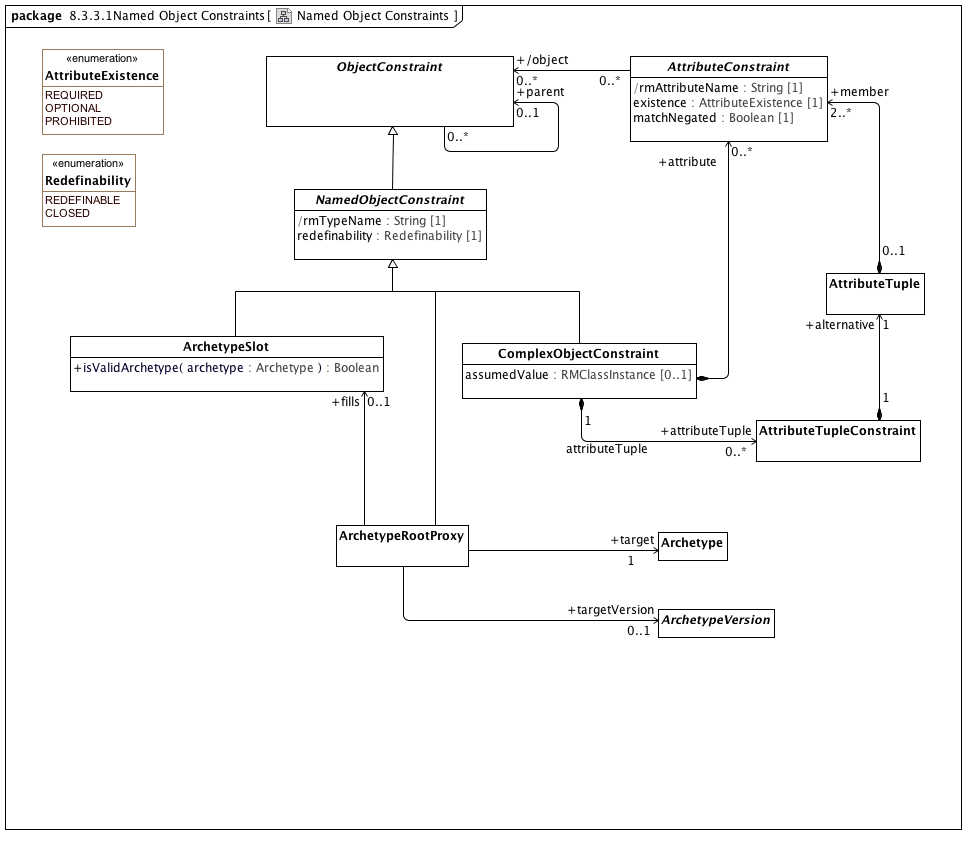 package 8.3.3.1Named Object Constraints[ Named Object Constraints ]
«enumeration»
AttributeExistence
REQUIRED
OPTIONAL
PROHIBITED
«enumeration»
Redefinability
REDEFINABLE
CLOSED
ObjectConstraint
+/object
0..*
0..*
+parent
0..1
0..*
AttributeConstraint
/rmAttributeName : String [1]
existence : AttributeExistence [1]
matchNegated : Boolean [1]
+member
2..*
+attribute
0..*
NamedObjectConstraint
/rmTypeName : String [1]
redefinability : Redefinability [1]
0..1
AttributeTuple
+alternative
1
1
ArchetypeSlot
+isValidArchetype( archetype : Archetype ) : Boolean
+fills
0..1
ComplexObjectConstraint
assumedValue : RMClassInstance [0..1]
1
+attributeTuple
attributeTuple
0..*
AttributeTupleConstraint
ArchetypeRootProxy
+target
1
Archetype
+targetVersion
0..1
ArchetypeVersion